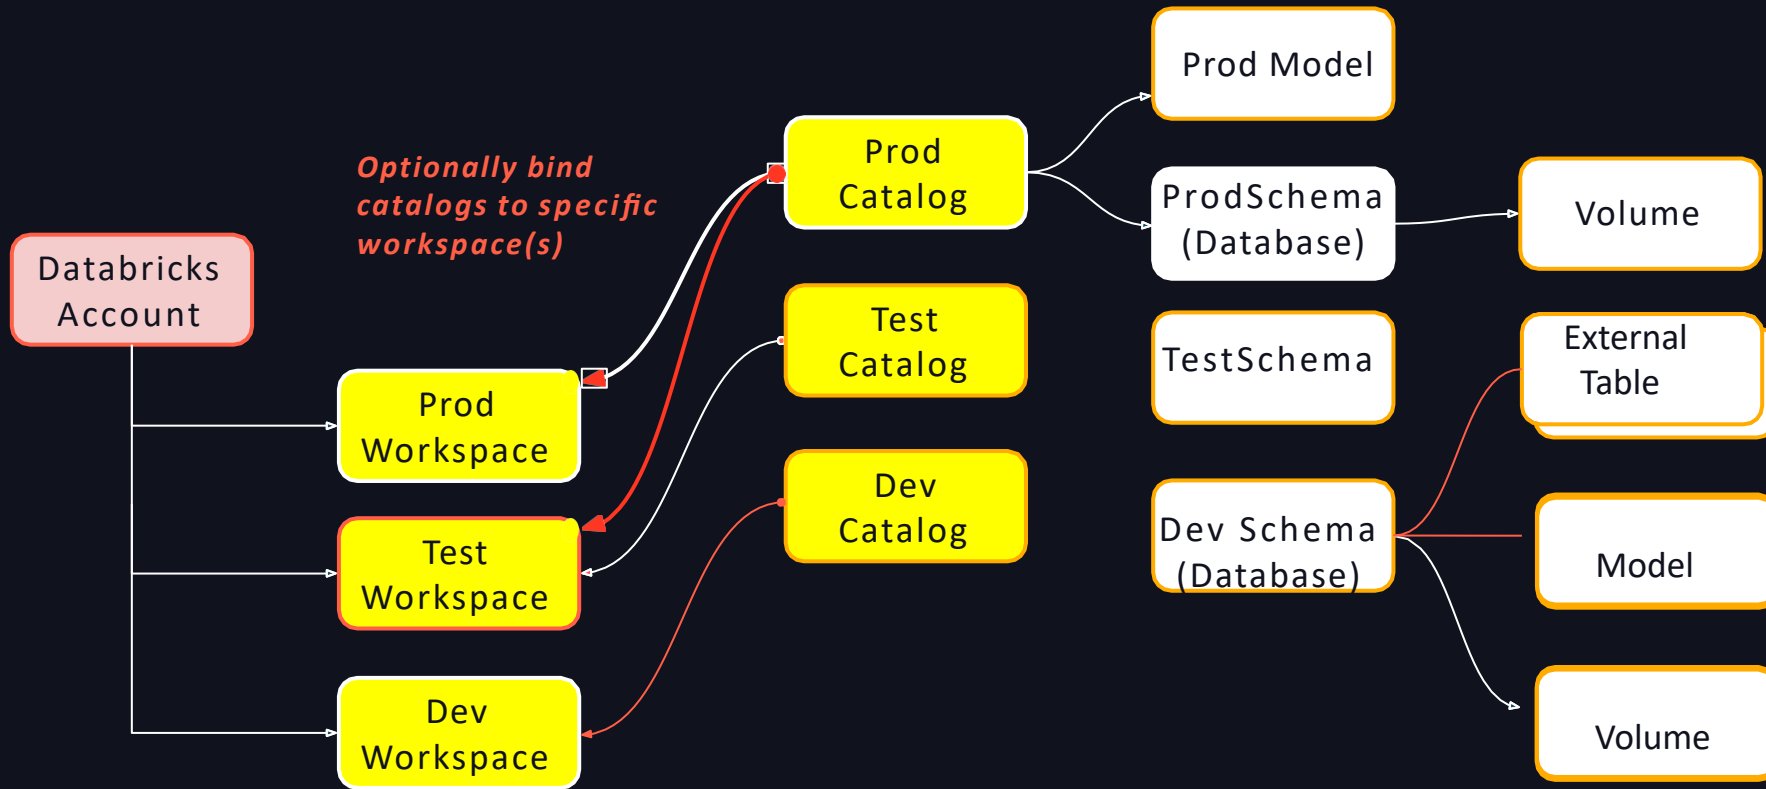 Databricks
Account
Optionally bind
catalogs to specific
workspace(s)
Prod
Workspace
Test
Workspace
Dev
Workspace
Prod
Catalog
Test
Catalog
Dev
Catalog
Prod Model
ProdSchema
(Database)
TestSchema
Dev Schema
(Database)
Volume
External
Table
Model
Volume